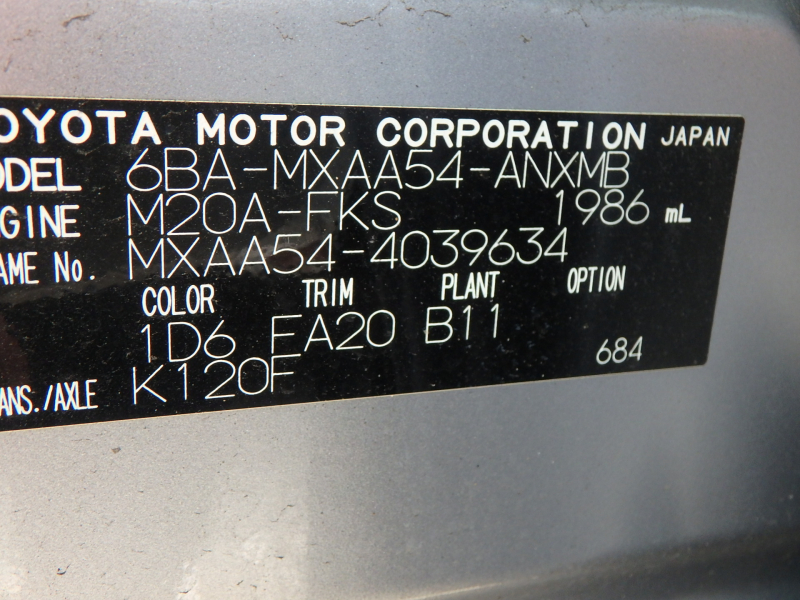 OYOTA MOTOR CORPORATION JAPAN
ODEL 6BA-MXAA54-ANXMB
GINE M20A-FKS 1986 mL
AME No. MXAA54-4039634
COLOR TRIM PLANT OPTION
1D6 FA20 B11
684
ANS./AXLE K120F